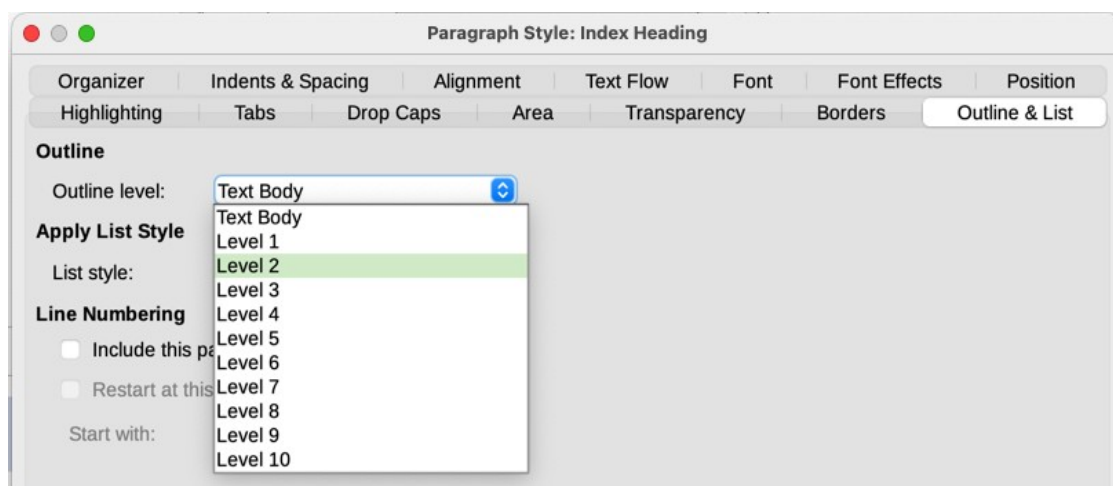 Paragraph Style: Index Heading
Organizer Indents & Spacing Alignment Text Flow Font Font Effects Position
Highlighting Tabs Drop Caps Area Transparency Borders Outline & List
Outline
Outline level: Text Body
Text Body
Apply List Style
Level 1
Level 2
List style:
Level 3
Line Numbering
Level 4
Level 5
Include this
Level 6
Restart at this
Level 7
Level 8
Start with:
Level 9
Level 10